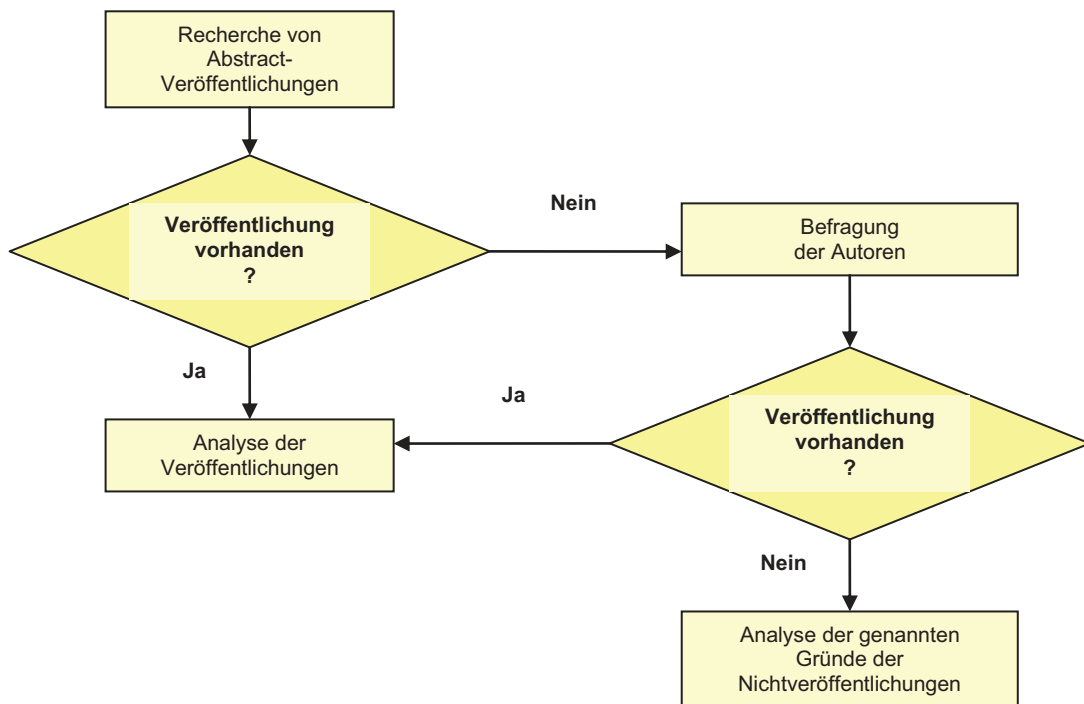 Recherche von
Abstract-
Veröffentlichungen
Veröffentlichung
vorhanden
?
Nein
Befragung
der Autoren
Ja
Analyse der
Veröffentlichungen
Ja
Veröffentlichung
vorhanden
?
Nein
Analyse der genannten
Gründe der
Nichtveröffentlichungen